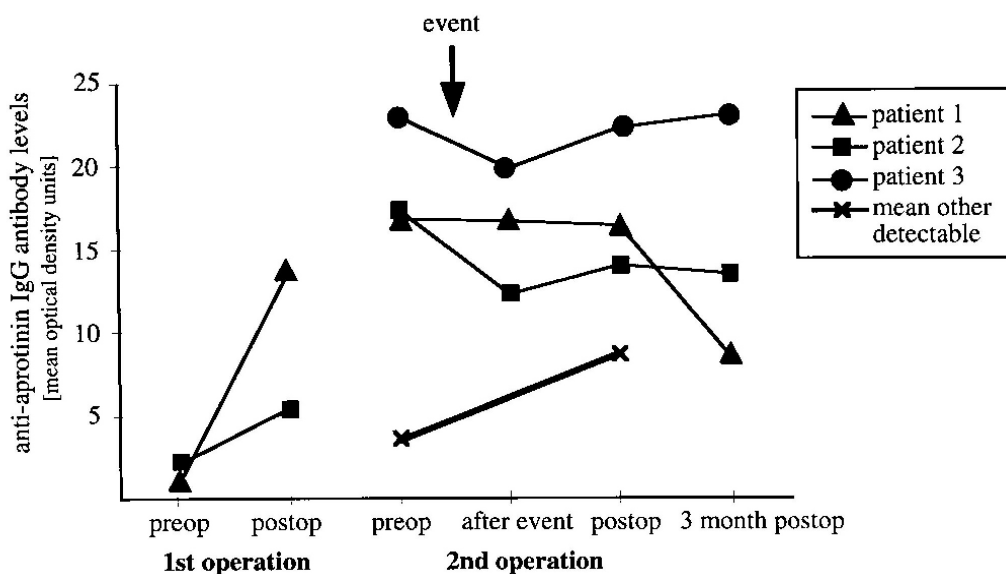 event
25
20
15
10
5
anti-aprotinin IgG antibody levels
[mean optical density units]
patient 1
patient 2
patient 3
mean other
detectable
preop postop preop after event postop 3 month postop
1st operation 2nd operation